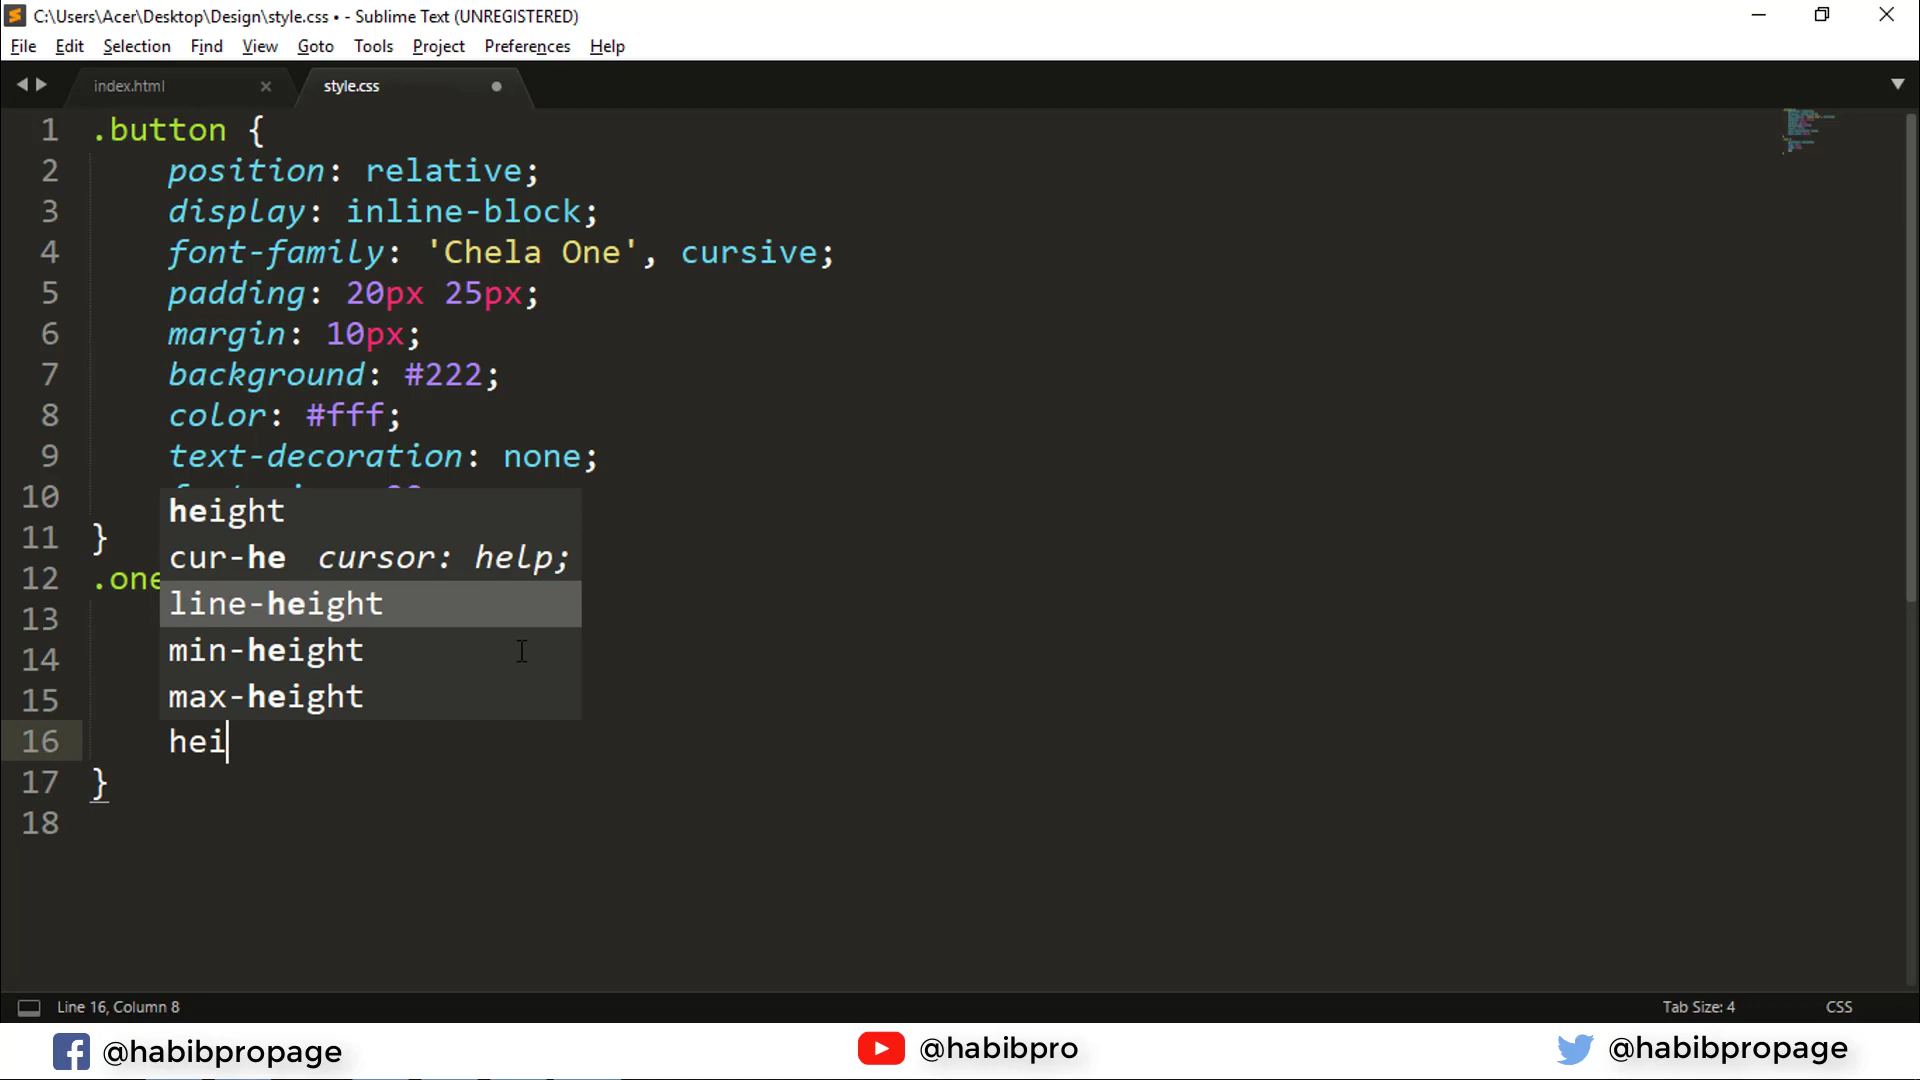 C:\Users\Acer\Desktop\Design\style.css • - Sublime Text (UNREGISTERED)
File Edit Selection Find View Goto Tools Project Preferences Help
index.html style.css
1 .button {
2 position: relative;
3 display: inline-block;
4 font-family: 'Chela One', cursive;
5 padding: 20px 25px;
6 margin: 10px;
7 background: #222;
8 color: #fff;
9 text-decoration: none;
10
height
11 }
cur-he cursor: help;
12 .one
line-height
13
14 min-height
15 max-height
16 hei
17 }
18
Line 16, Column 8 Tab Size: 4 CSS
@habibpropage @habibpro @habibpropage